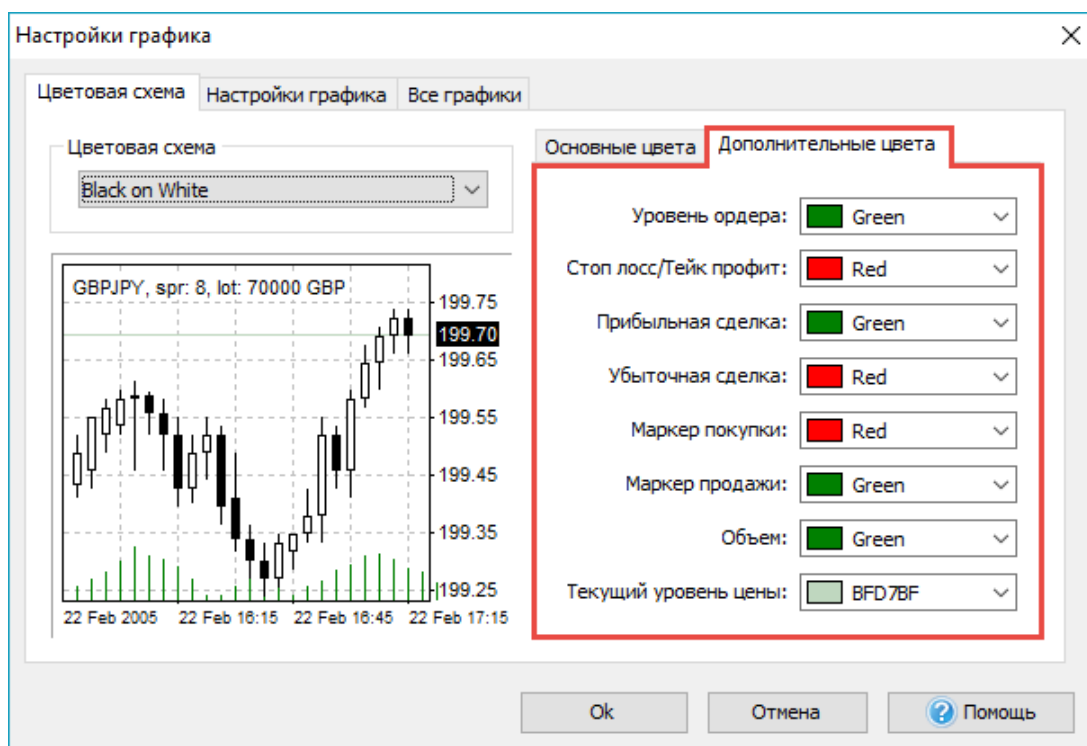 Настройки графика
Цветовая схема Настройки графика Все графики
Цветовая схема
Black on White
GBPJPY, spr: 8, lot: 70000 GBP
199.75
199.70
199.65
199.55
199.45
199.35
199.25
22 Feb 2005 22 Feb 16:15 22 Feb 16:45 22 Feb 17:15
Основные цвета Дополнительные цвета
Уровень ордера: Green
Стоп лосс/Тейк профит: Red
Прибыльная сделка: Green
Убыточная сделка: Red
Маркер покупки: Red
Маркер продажи: Green
Объем: Green
Текущий уровень цены: BFD7BF
Ok Отмена ? Помощь